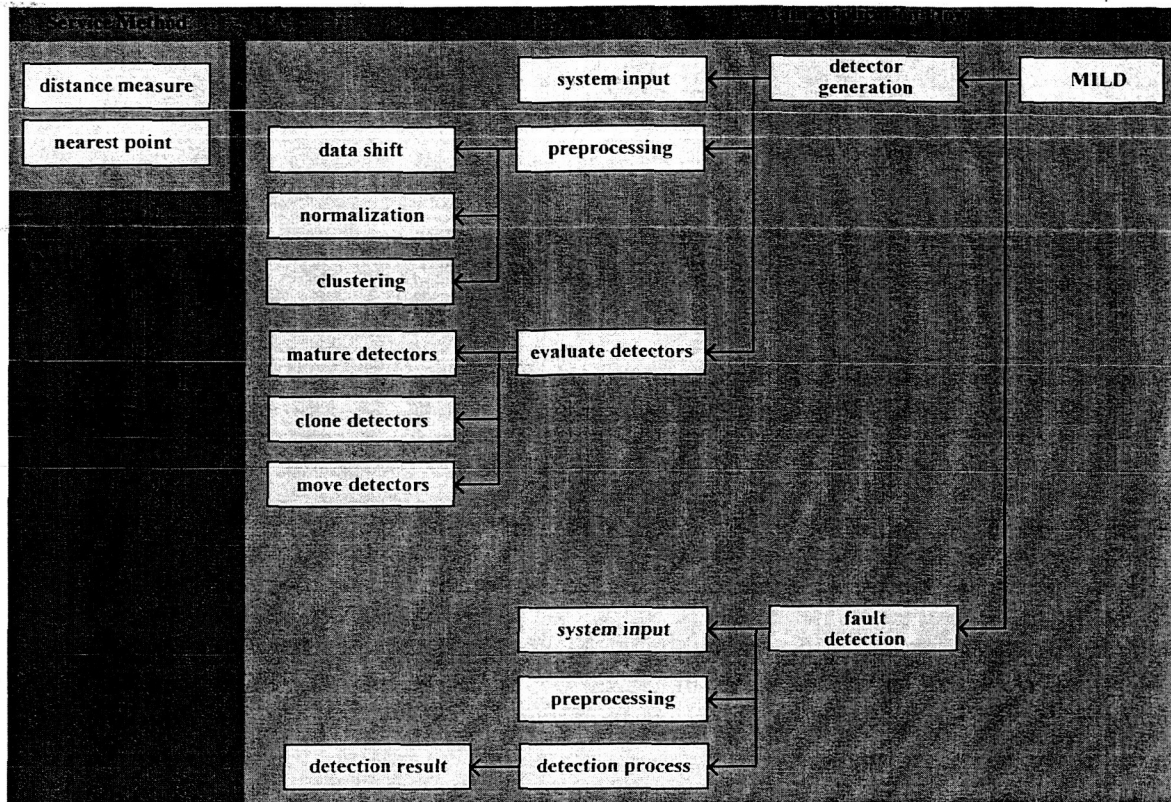 Service Method
distance measure
nearest point
system input
detector
generation
MILD
data shift
preprocessing
normalization
clustering
mature detectors
evaluate detectors
clone detectors
move detectors
system input
fault
detection
preprocessing
detection result
detection process